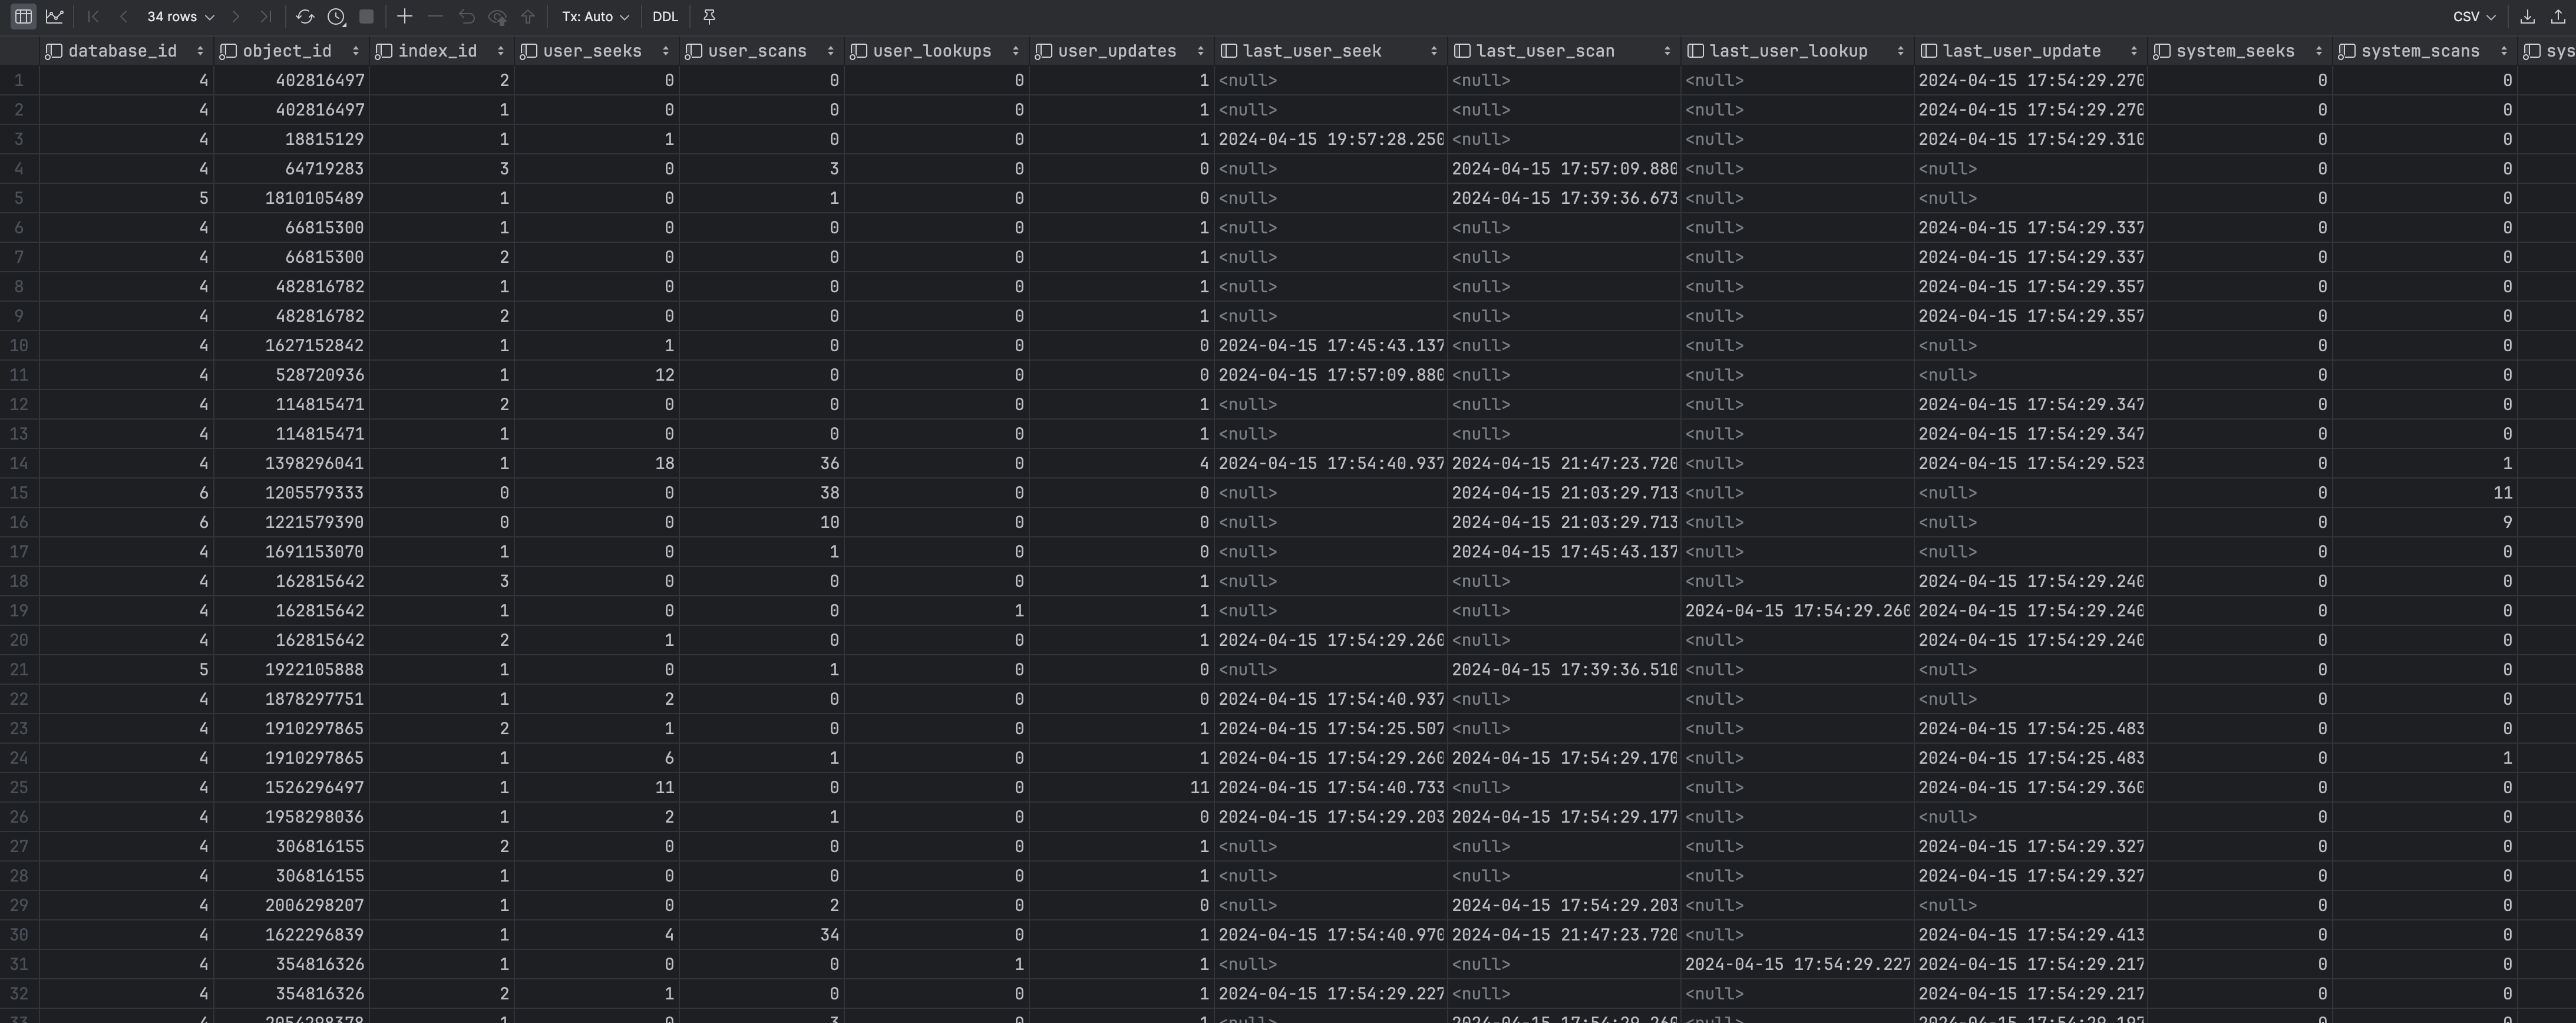 34 rows Tx: Auto DDL CSV
database_id object_id index_id user_seeks user_scans user_lookups user_updates last_user_seek last_user_scan last_user_lookup last_user_update system_seeks system_scans sys
1 4 402816497 2 0 0 0 1 <null> <null> <null> 2024-04-15 17:54:29.270 0 0
2 4 402816497 1 0 0 0 1 <null> <null> <null> 2024-04-15 17:54:29.270 0 0
3 4 18815129 1 1 0 0 1 2024-04-15 19:57:28.250 <null> <null> 2024-04-15 17:54:29.310 0 0
4 4 64719283 3 0 3 0 0 <null> 2024-04-15 17:57:09.880 <null> <null> 0 0
5 5 1810105489 1 0 1 0 0 <null> 2024-04-15 17:39:36.673 <null> <null> 0 0
6 4 66815300 1 0 0 0 1 <null> <null> <null> 2024-04-15 17:54:29.337 0 0
7 4 66815300 2 0 0 0 1 <null> <null> <null> 2024-04-15 17:54:29.337 0 0
8 4 482816782 1 0 0 0 1 <null> <null> <null> 2024-04-15 17:54:29.357 0 0
9 4 482816782 2 0 0 0 1 <null> <null> <null> 2024-04-15 17:54:29.357 0 0
10 4 1627152842 1 1 0 0 0 2024-04-15 17:45:43.137 <null> <null> <null> 0 0
11 4 528720936 1 12 0 0 0 2024-04-15 17:57:09.880 <null> <null> <null> 0 0
12 4 114815471 2 0 0 0 1 <null> <null> <null> 2024-04-15 17:54:29.347 0 0
13 4 114815471 1 0 0 0 1 <null> <null> <null> 2024-04-15 17:54:29.347 0 0
14 4 1398296041 1 18 36 0 4 2024-04-15 17:54:40.937 2024-04-15 21:47:23.720 <null> 2024-04-15 17:54:29.523 0 1
15 6 1205579333 0 0 38 0 0 <null> 2024-04-15 21:03:29.713 <null> <null> 0 11
16 6 1221579390 0 0 10 0 0 <null> 2024-04-15 21:03:29.713 <null> <null> 0 9
17 4 1691153070 1 0 1 0 0 <null> 2024-04-15 17:45:43.137 <null> <null> 0 0
18 4 162815642 3 0 0 0 1 <null> <null> <null> 2024-04-15 17:54:29.240 0 0
19 4 162815642 1 0 0 1 1 <null> <null> 2024-04-15 17:54:29.260 2024-04-15 17:54:29.240 0 0
20 4 162815642 2 1 0 0 1 2024-04-15 17:54:29.260 <null> <null> 2024-04-15 17:54:29.240 0 0
21 5 1922105888 1 0 1 0 0 <null> 2024-04-15 17:39:36.510 <null> <null> 0 0
22 4 1878297751 1 2 0 0 0 2024-04-15 17:54:40.937 <null> <null> <null> 0 0
23 4 1910297865 2 1 0 0 1 2024-04-15 17:54:25.507 <null> <null> 2024-04-15 17:54:25.483 0 0
24 4 1910297865 1 6 1 0 1 2024-04-15 17:54:29.260 2024-04-15 17:54:29.170 <null> 2024-04-15 17:54:25.483 0 1
25 4 1526296497 1 11 0 0 11 2024-04-15 17:54:40.733 <null> <null> 2024-04-15 17:54:29.360 0 0
26 4 1958298036 1 2 1 0 0 2024-04-15 17:54:29.203 2024-04-15 17:54:29.177 <null> <null> 0 0
27 4 306816155 2 0 0 0 1 <null> <null> <null> 2024-04-15 17:54:29.327 0 0
28 4 306816155 1 0 0 0 1 <null> <null> <null> 2024-04-15 17:54:29.327 0 0
29 4 2006298207 1 0 2 0 0 <null> 2024-04-15 17:54:29.203 <null> <null> 0 0
30 4 1622296839 1 4 34 0 1 2024-04-15 17:54:40.970 2024-04-15 21:47:23.720 <null> 2024-04-15 17:54:29.413 0 0
31 4 354816326 1 0 0 1 1 <null> <null> 2024-04-15 17:54:29.227 2024-04-15 17:54:29.217 0 0
32 4 354816326 2 1 0 0 1 2024-04-15 17:54:29.227 <null> <null> 2024-04-15 17:54:29.217 0 0